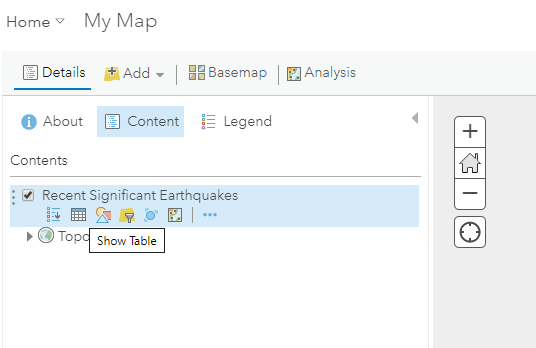 Home My Map
Details Add Basemap Analysis
About Content Legend
Contents
Recent Significant Earthquakes
Topo
Show Table